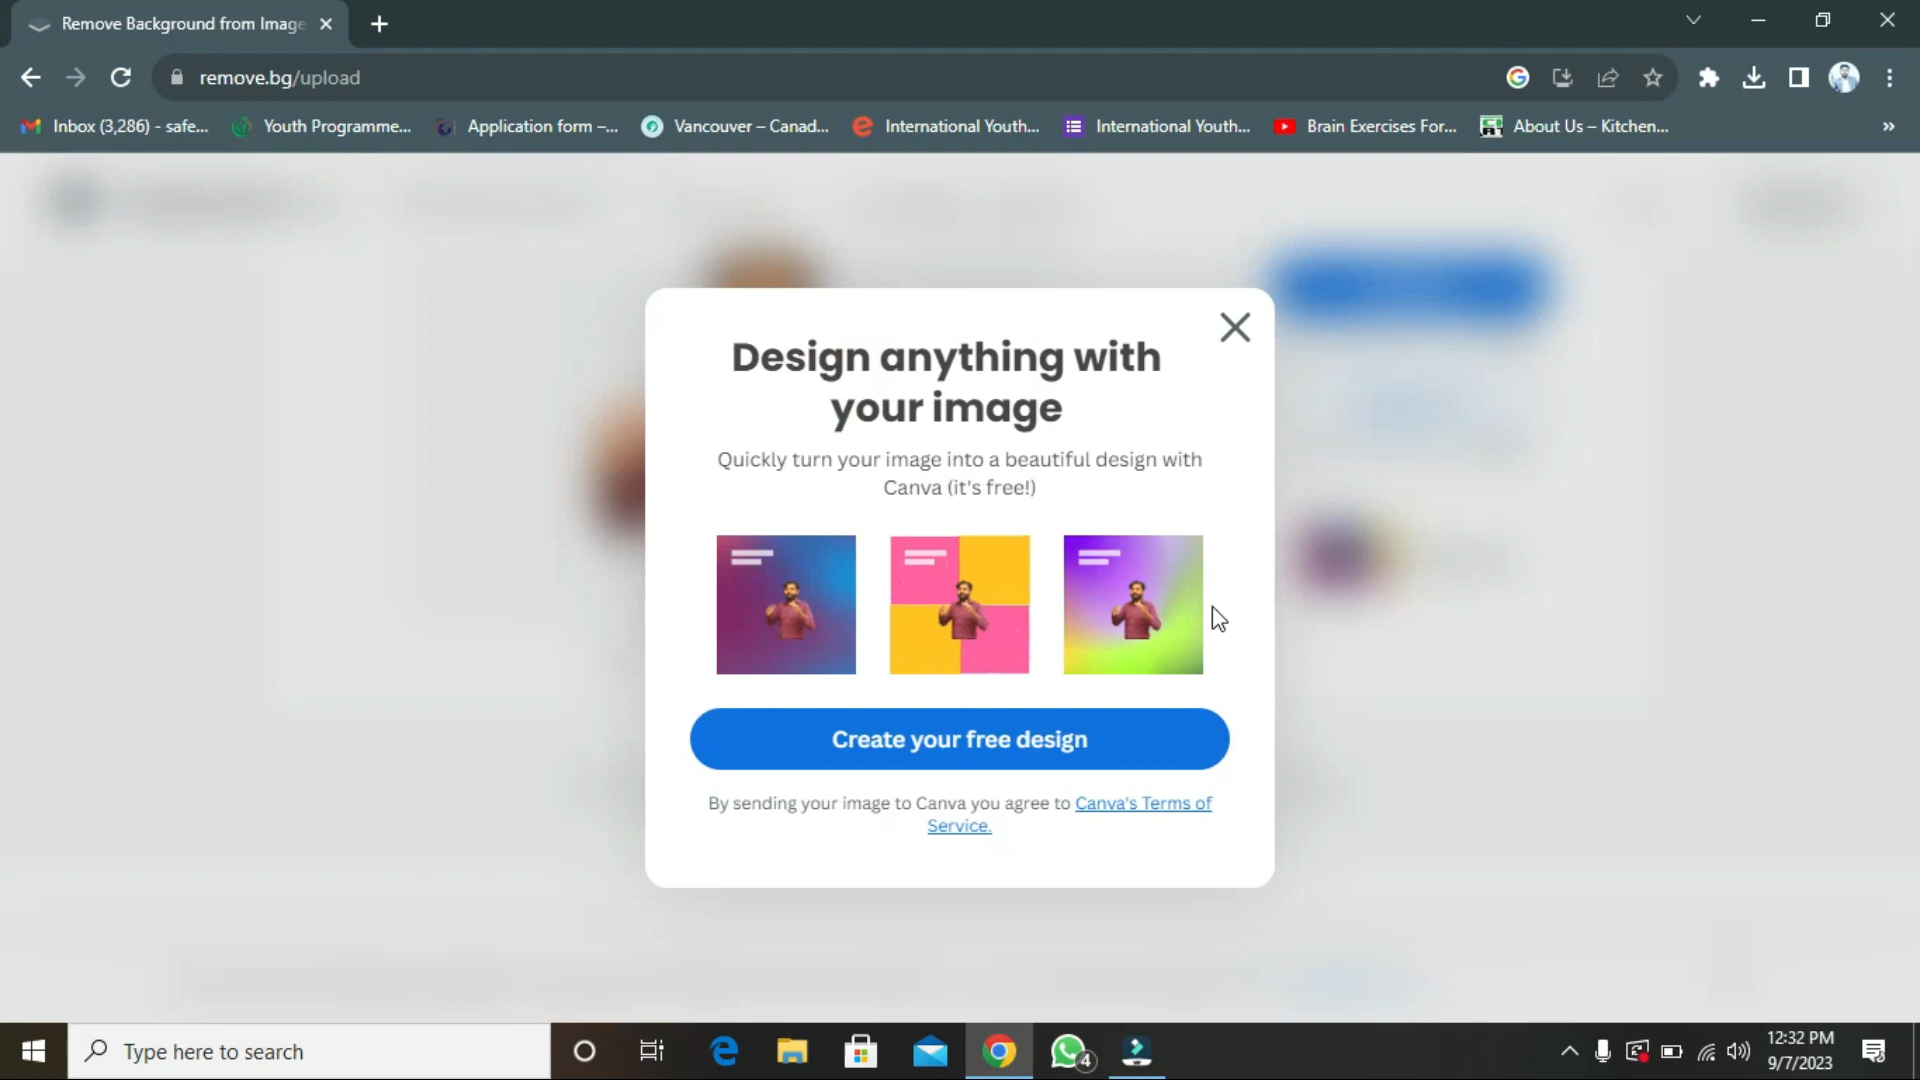 Remove Background from Image
remove.bg/upload
Inbox (3,286) - safe...
Youth Programme...
Application form –...
Vancouver – Canad...
International Youth...
International Youth...
Brain Exercises For...
About Us – Kitchen...
Design anything with
your image
Quickly turn your image into a beautiful design with
Canva (it's free!)
Create your free design
By sending your image to Canva you agree to Canva's Terms of
Service.
Type here to search
4
12:32 PM
9/7/2023